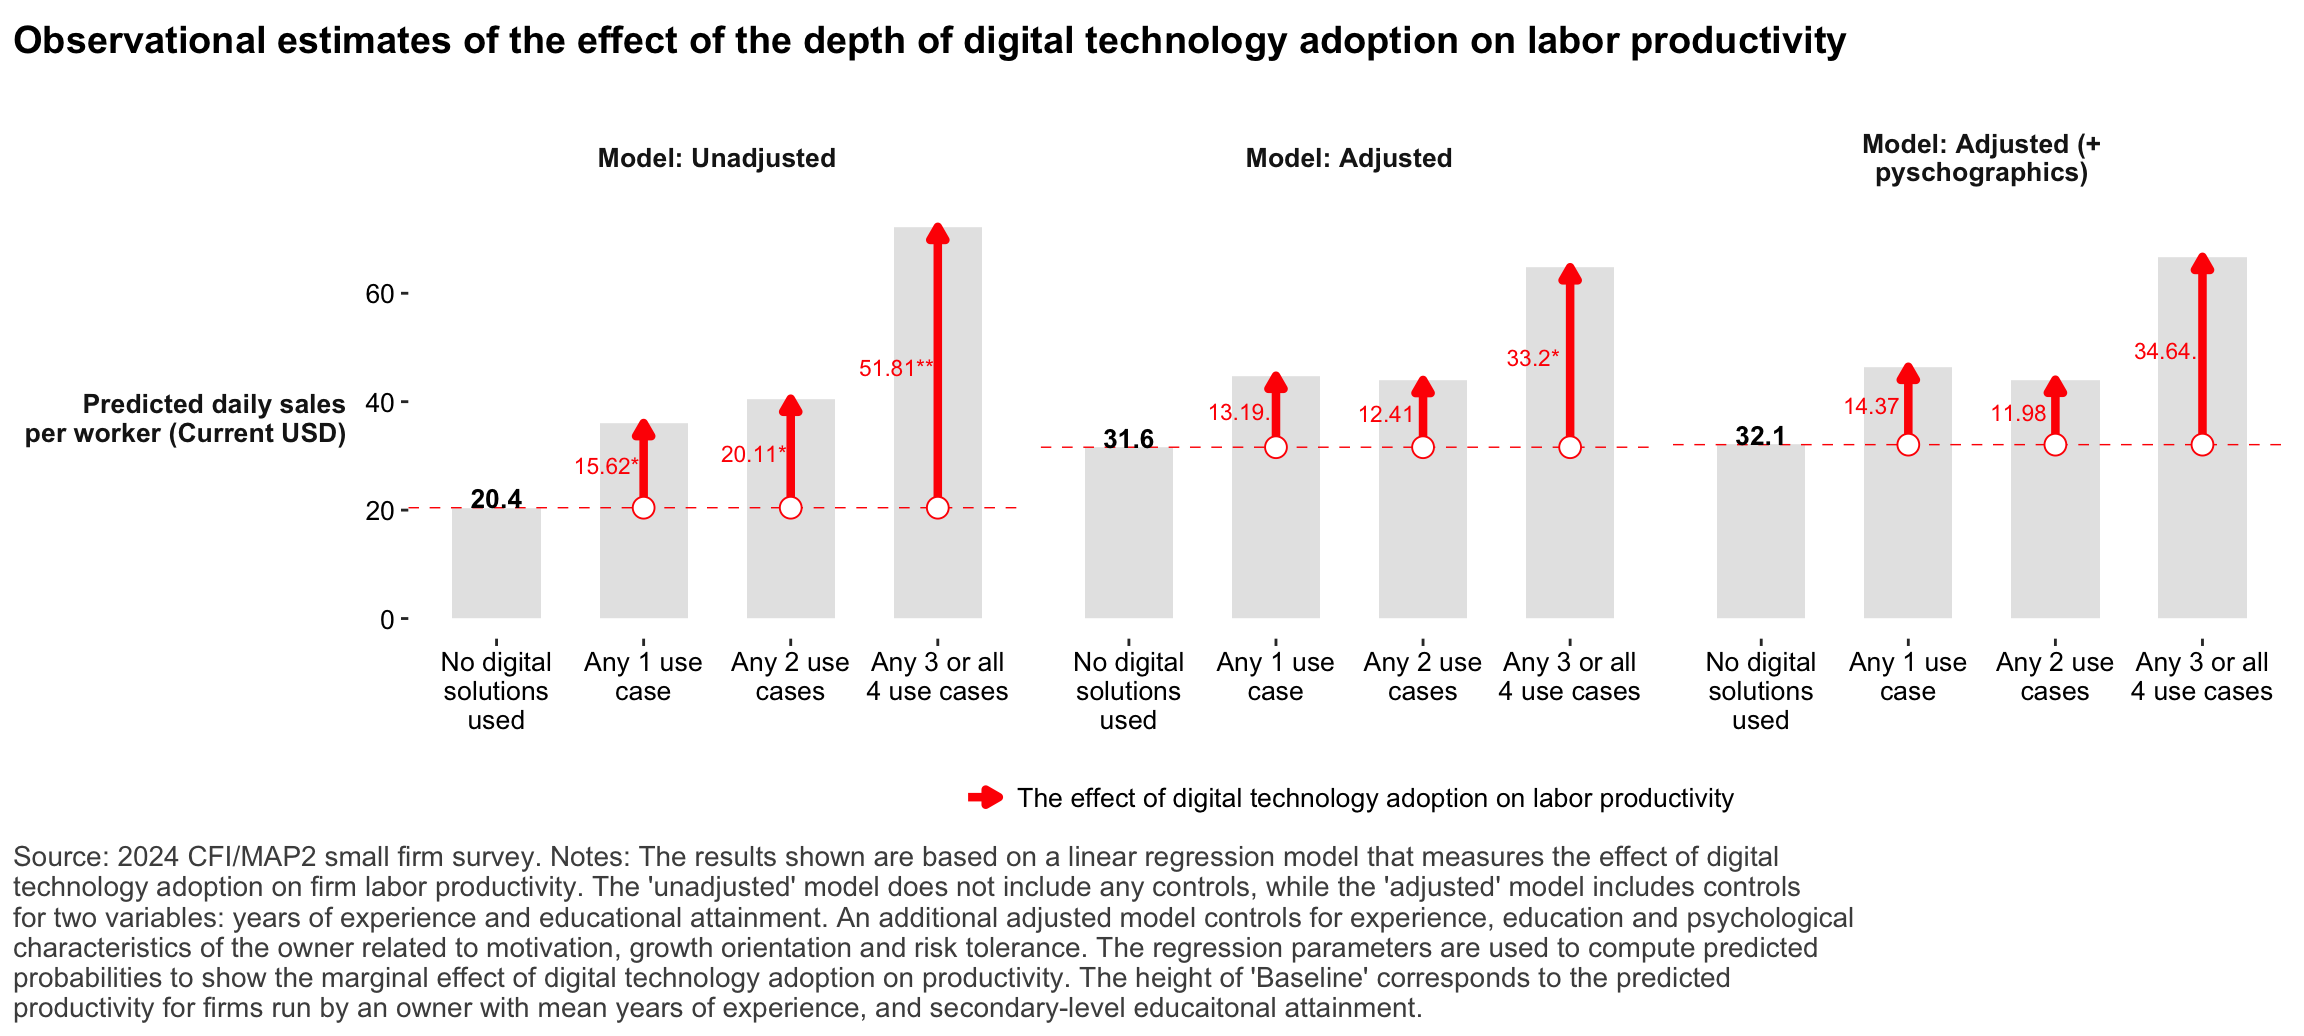 Observational estimates of the effect of the depth of digital technology adoption on labor productivity
Model: Unadjusted
Model: Adjusted
Model: Adjusted (+
pyschographics)
Predicted daily sales
per worker (Current USD)
60
40
20
0
20.4
15.62*
20.11*
51.81**
31.6
13.19.
12.41
33.2*
32.1
14.37
11.98
34.64.
No digital
solutions
used
Any 1 use
case
Any 2 use
cases
Any 3 or all
4 use cases
No digital
solutions
used
Any 1 use
case
Any 2 use
cases
Any 3 or all
4 use cases
No digital
solutions
used
Any 1 use
case
Any 2 use
cases
Any 3 or all
4 use cases
The effect of digital technology adoption on labor productivity
Source: 2024 CFI/MAP2 small firm survey. Notes: The results shown are based on a linear regression model that measures the effect of digital
technology adoption on firm labor productivity. The 'unadjusted' model does not include any controls, while the 'adjusted' model includes controls
for two variables: years of experience and educational attainment. An additional adjusted model controls for experience, education and psychological
characteristics of the owner related to motivation, growth orientation and risk tolerance. The regression parameters are used to compute predicted
probabilities to show the marginal effect of digital technology adoption on productivity. The height of 'Baseline' corresponds to the predicted
productivity for firms run by an owner with mean years of experience, and secondary-level educaitonal attainment.